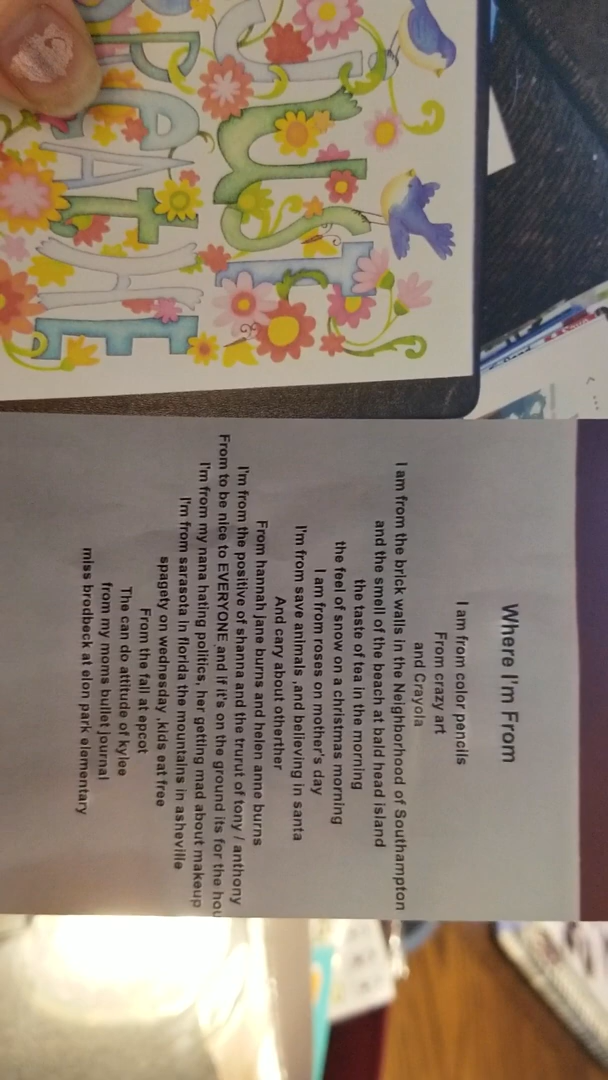 PAUSE
BREATHE
Where I'm From
I am from color pencils
From crazy art
and Crayola
I am from the brick walls in the Neighborhood of Southampton
and the smell of the beach at bald head island
the taste of tea in the morning
the feel of snow on a christmas morning
I am from roses on mother's day
I'm from save animals ,and believing in santa
And cary about otherther
From hannah jane burns and helen anne burns
I'm from the positive of shanna and the trurut of tony / anthony
From to be nice to EVERYONE and if it's on the ground its for the hou
I'm from my nana hating politics, her getting mad about makeup
I'm from sarasota in florida the mountains in asheville
spagety on wednesday ,kids eat free
From the fall at epcot
The can do attitude of kylee
from my moms bullet journal
miss brodbeck at elon park elementary